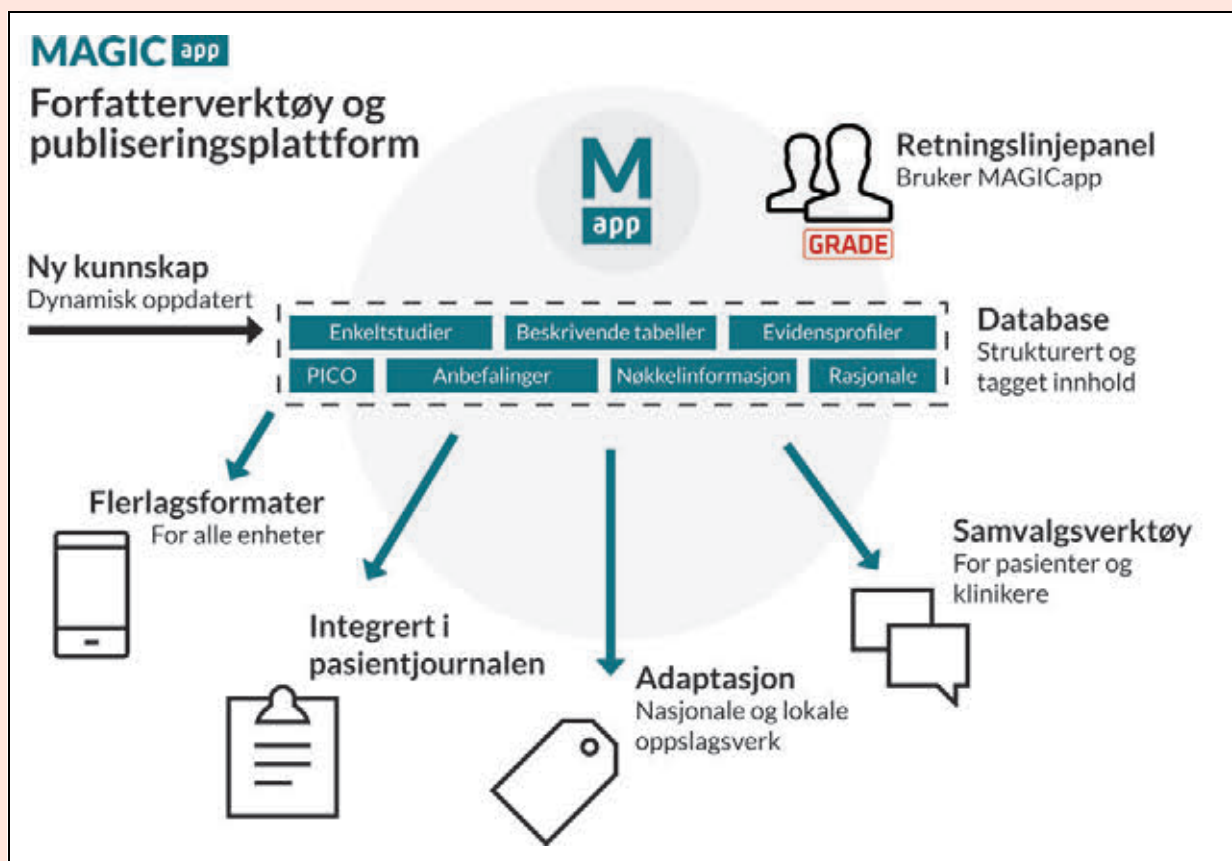 MAGIC app
Forfatterverktøy og
publiseringsplattform
M
app
Retningslinjepanel
Bruker MAGICapp
GRADE
Ny kunnskap
Dynamisk oppdatert
Enkeltstudier Beskrivende tabeller Evidensprofiler
PICO Anbefalinger Nøkkelinformasjon Rasjonale
Database
Strukturert og
tagget innhold
Flerlagsformater
For alle enheter
Integrert i
pasientjournalen
Adaptasjon
Nasjonale og lokale
oppslagsverk
Samvalgsverktøy
For pasienter og
klinikere